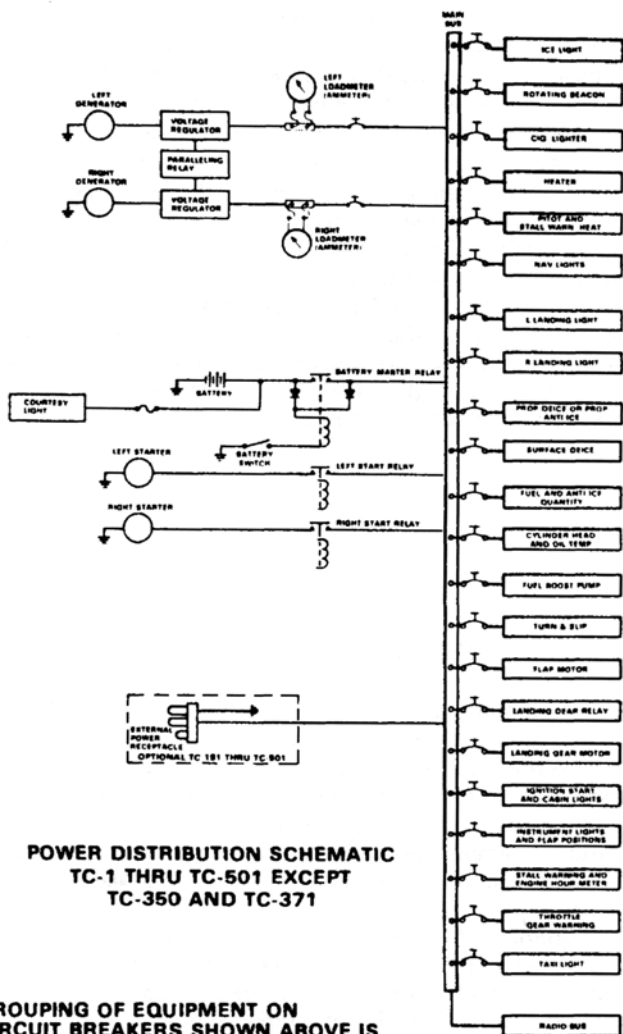 MAIN
BUS
ICE LIGHT
ROTATING BEACON
CIG LIGHTER
HEATER
PITOT AND
STALL WARN HEAT
NAV LIGHTS
L LANDING LIGHT
R LANDING LIGHT
PROP DEICE OR PROP
ANTI ICE
SURFACE DEICE
FUEL AND ANTI ICE
QUANTITY
CYLINDER HEAD
AND OIL TEMP
FUEL BOOST PUMP
TURN & SLIP
FLAP MOTOR
LANDING GEAR RELAY
LANDING GEAR MOTOR
IGNITION START
AND CABIN LIGHTS
INSTRUMENT LIGHTS
AND FLAP POSITIONS
STALL WARNING AND
ENGINE HOUR METER
THROTTLE
GEAR WARNING
TAXI LIGHT
RADIO BUS
LEFT
LOADMETER
(AMMETER)
LEFT
GENERATOR
VOLTAGE
REGULATOR
PARALLELING
RELAY
RIGHT
GENERATOR
VOLTAGE
REGULATOR
RIGHT
LOADMETER
(AMMETER)
BATTERY MASTER RELAY
BATTERY
COURTESY
LIGHT
BATTERY
SWITCH
LEFT STARTER
LEFT START RELAY
RIGHT STARTER
RIGHT START RELAY
EXTERNAL
POWER
RECEPTACLE
OPTIONAL TC 191 THRU TC 501
POWER DISTRIBUTION SCHEMATIC
TC-1 THRU TC-501 EXCEPT
TC-350 AND TC-371
ROUPING OF EQUIPMENT ON
RCUIT BREAKERS SHOWN ABOVE IS